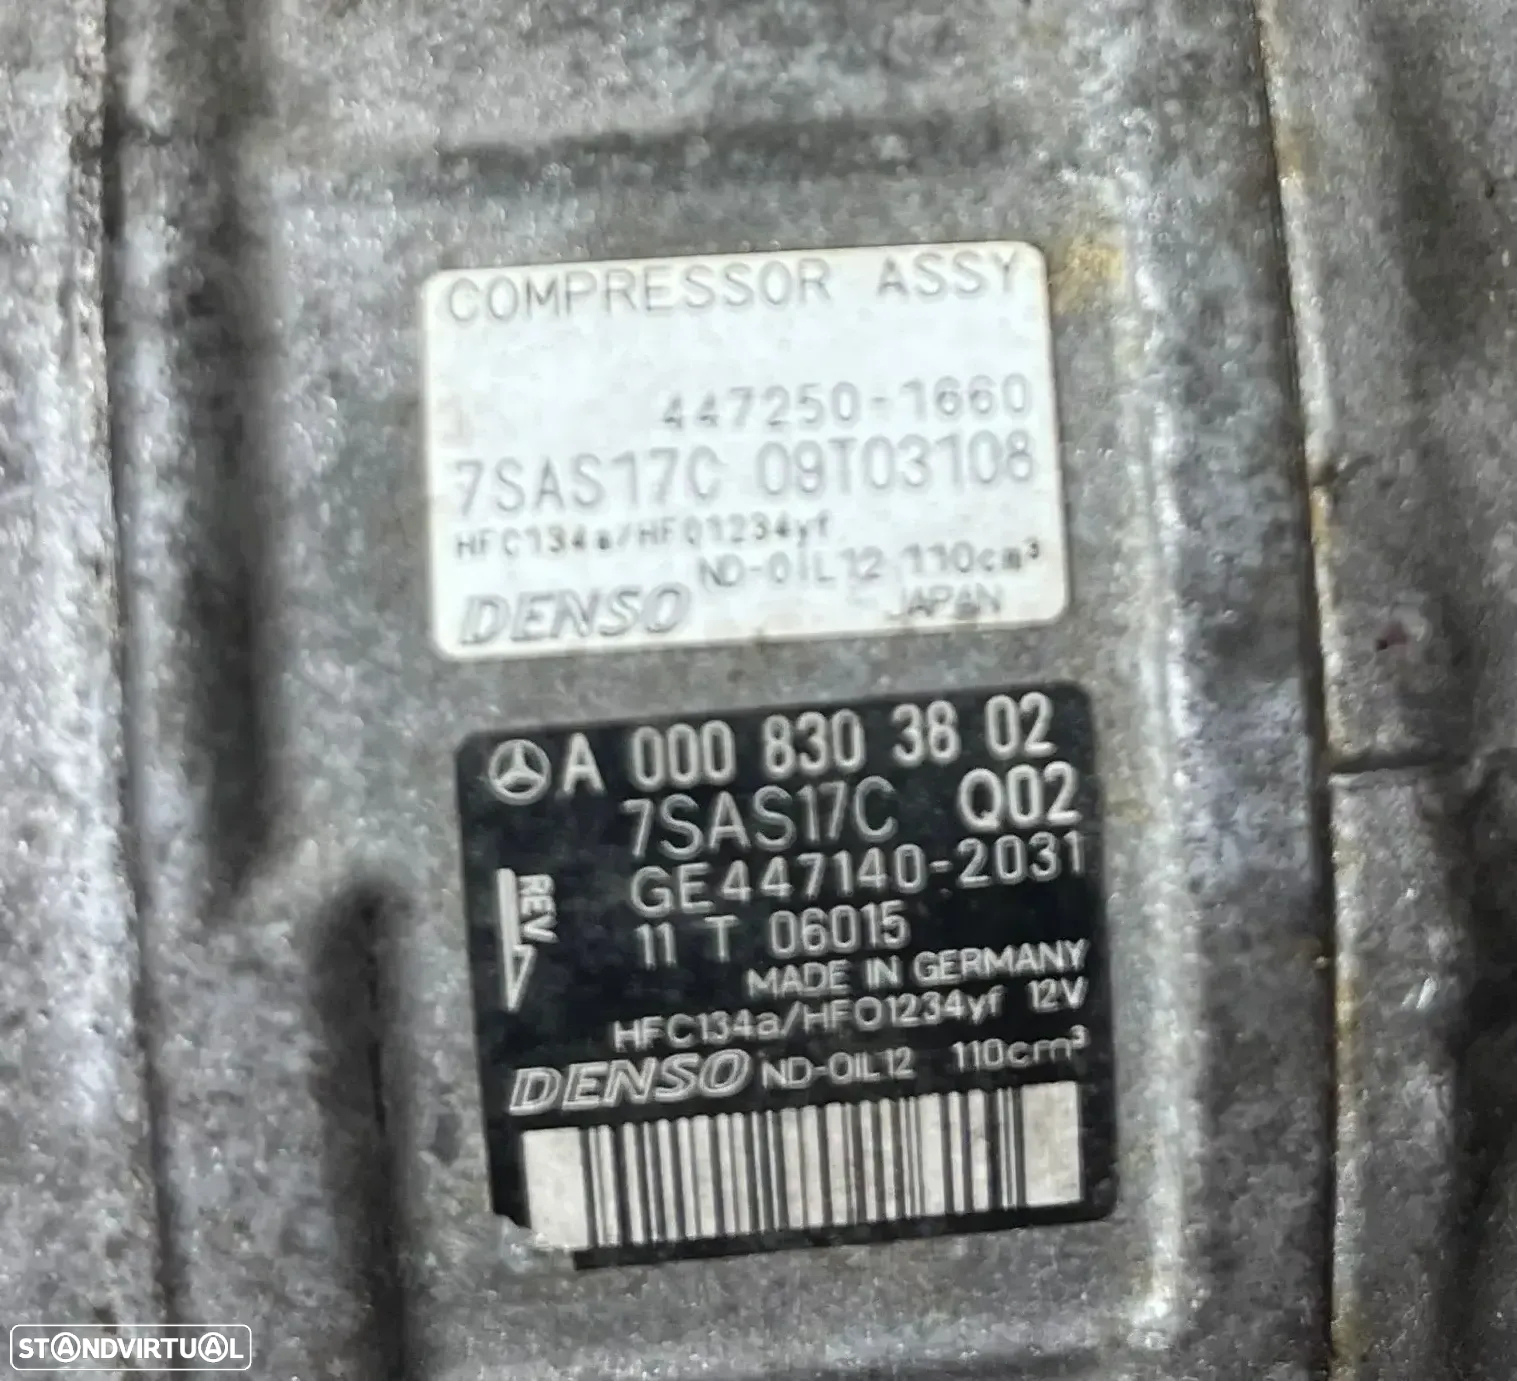 COMPRESSOR ASSY
447250-1660
7SAS17C 09T03108
HFC134a/HFO1234yf
ND-OIL12 110cm³
DENSO JAPAN
A 000 830 38 02
7SAS17C Q02
GE447140-2031
REV
11 T 06015
MADE IN GERMANY
HFC134a/HFO1234yf 12V
DENSO ND-OIL12 110cm³
STANDVIRTUAL